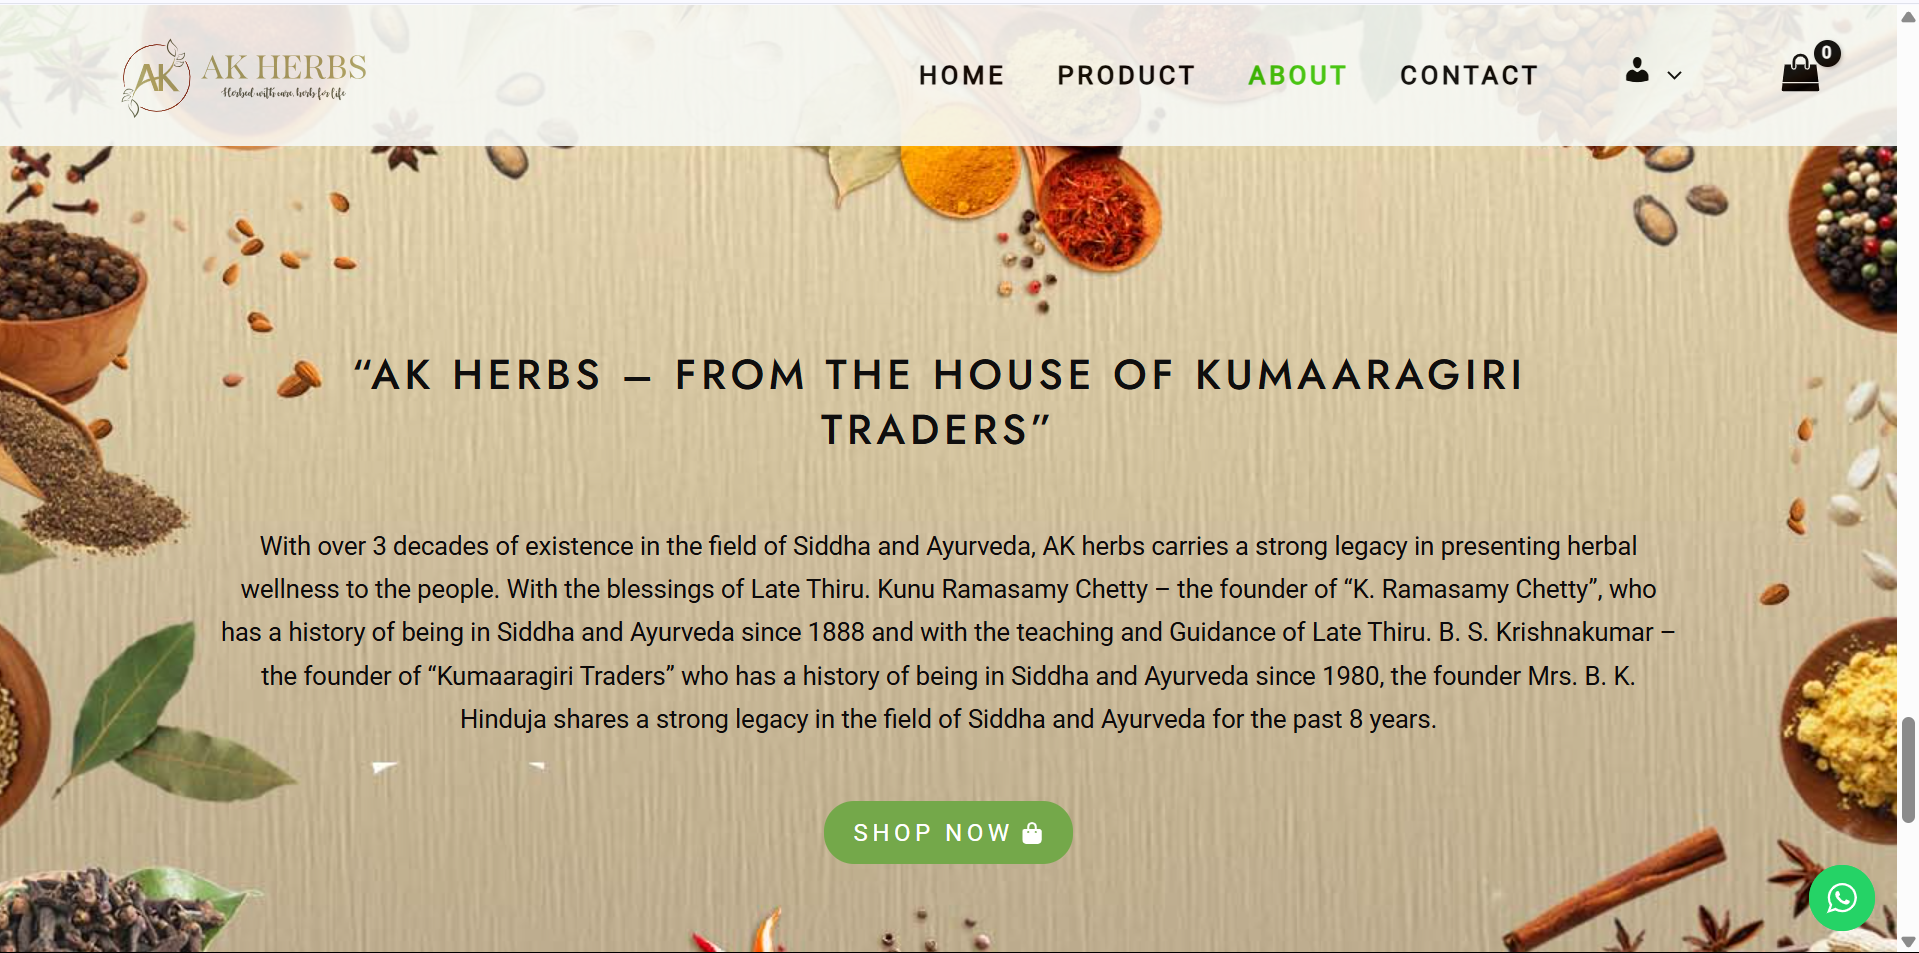 AK
AK HERBS
Herbed with care, herb for life
HOME
PRODUCT
ABOUT
CONTACT
0
“AK HERBS – FROM THE HOUSE OF KUMAARAGIRI
TRADERS”
With over 3 decades of existence in the field of Siddha and Ayurveda, AK herbs carries a strong legacy in presenting herbal
wellness to the people. With the blessings of Late Thiru. Kunu Ramasamy Chetty – the founder of “K. Ramasamy Chetty”, who
has a history of being in Siddha and Ayurveda since 1888 and with the teaching and Guidance of Late Thiru. B. S. Krishnakumar –
the founder of “Kumaaragiri Traders” who has a history of being in Siddha and Ayurveda since 1980, the founder Mrs. B. K.
Hinduja shares a strong legacy in the field of Siddha and Ayurveda for the past 8 years.
SHOP NOW